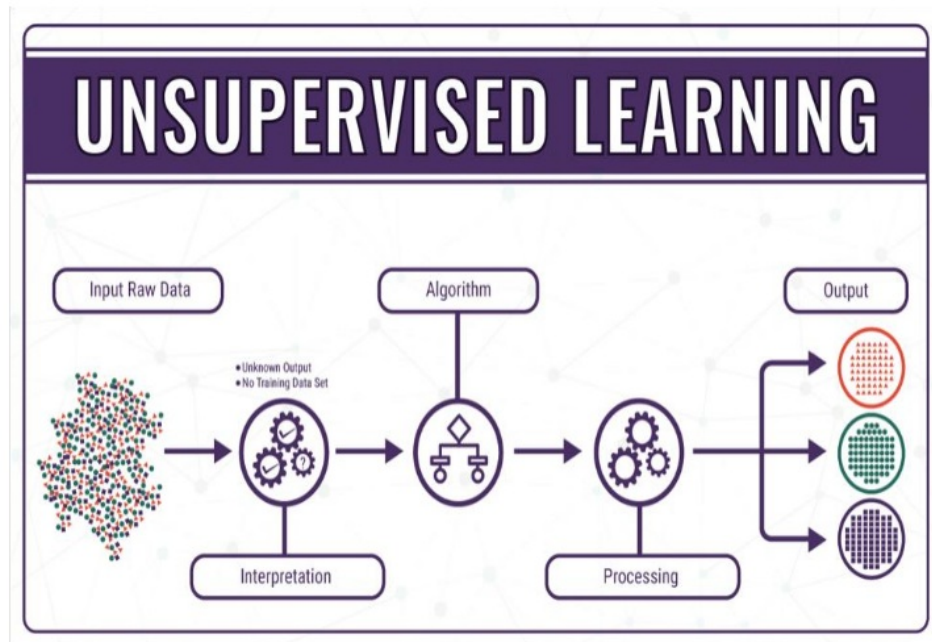 UNSUPERVISED LEARNING
Input Raw Data
Algorithm
Output
• Unknown Output
• No Training Data Set
?
Interpretation
Processing